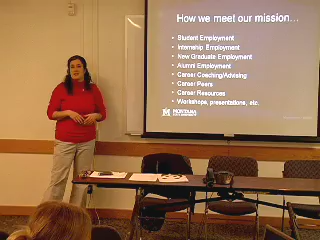 How we meet our mission...
• Student Employment
• Internship Employment
• New Graduate Employment
• Alumni Employment
• Career Coaching/Advising
• Career Peers
• Career Resources
• Workshops, presentations, etc.
MONTANA